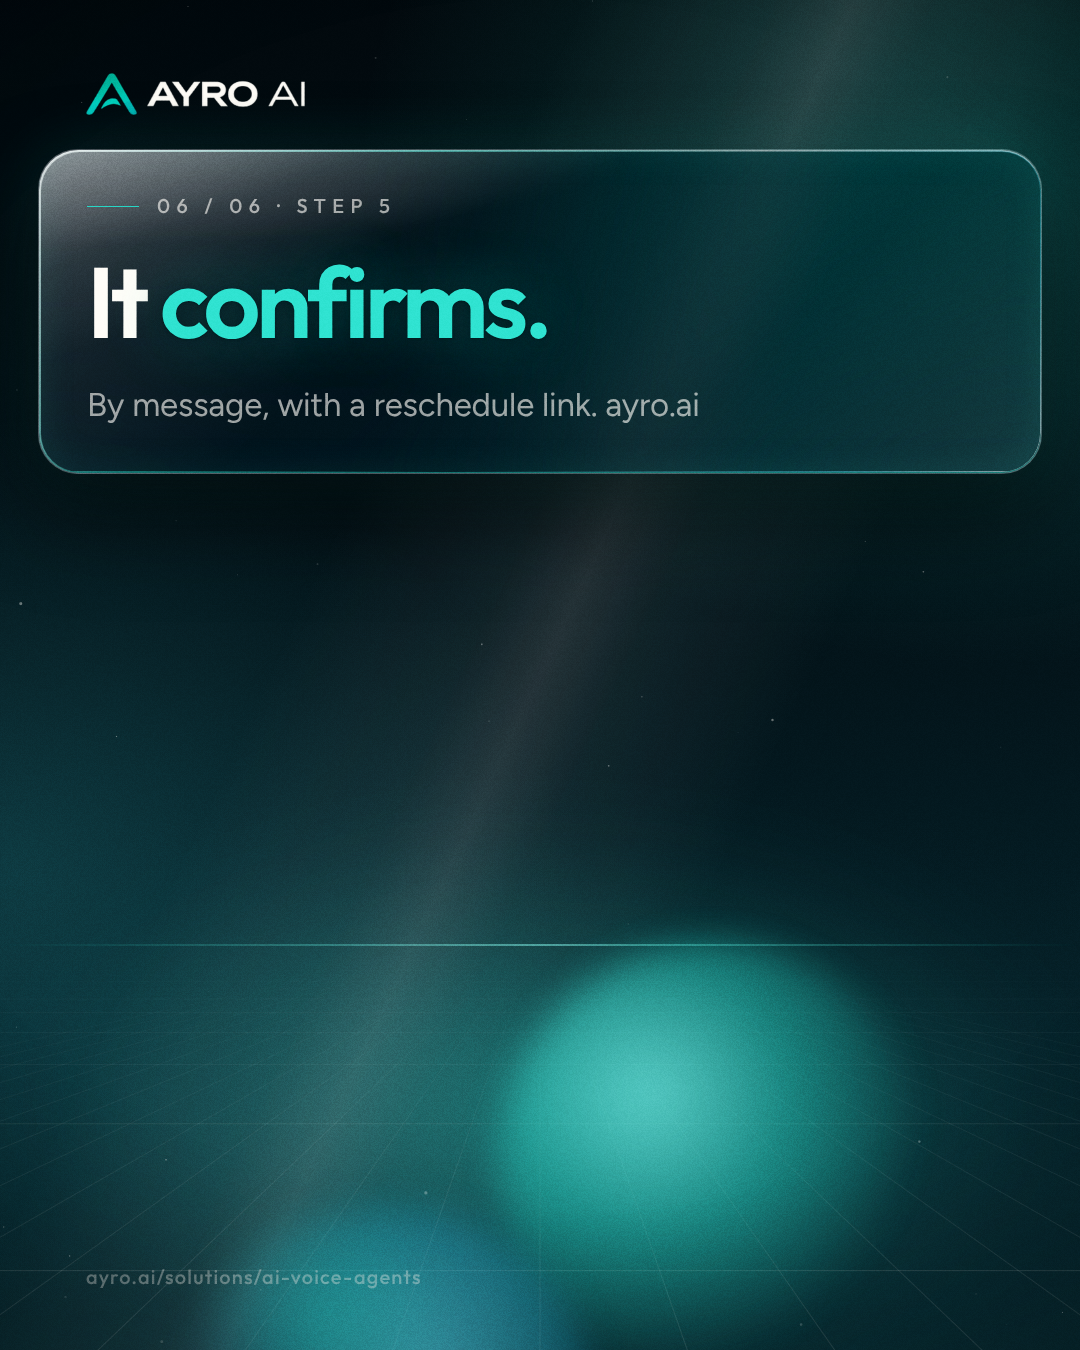 AYRO AI
06 / 06 · STEP 5
It confirms.
By message, with a reschedule link. ayro.ai
ayro.ai/solutions/ai-voice-agents